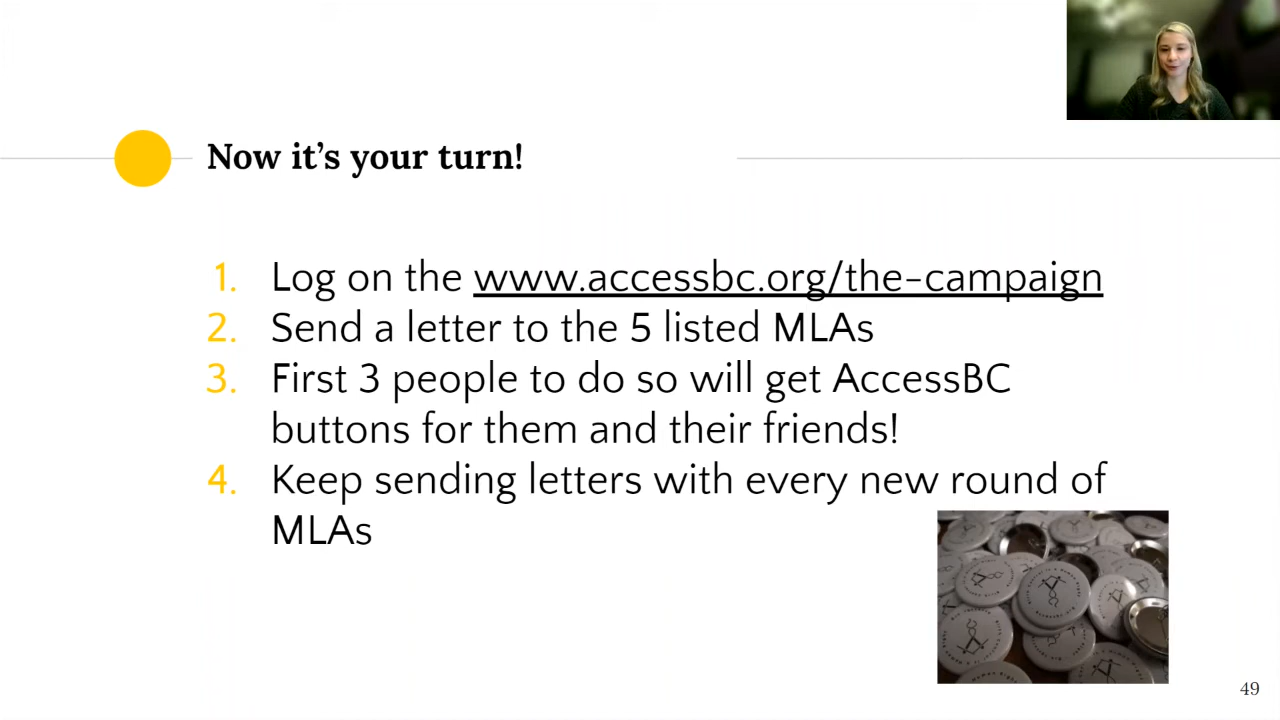 Now it's your turn!
1. Log on the www.accessbc.org/the-campaign
2. Send a letter to the 5 listed MLAs
3. First 3 people to do so will get AccessBC
buttons for them and their friends!
4. Keep sending letters with every new round of
MLAs
49